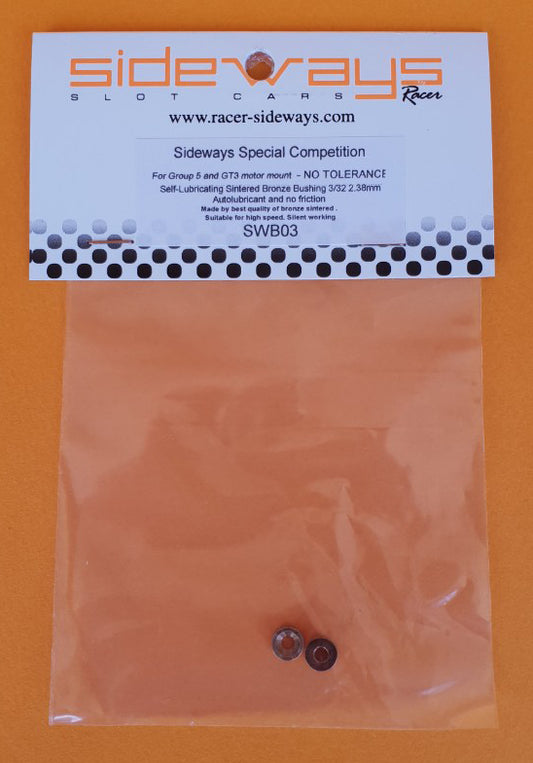 sideways
SLOT CARS by Racer
www.racer-sideways.com
Sideways Special Competition
For Group 5 and GT3 motor mount - NO TOLERANCE
Self-Lubricating Sintered Bronze Bushing 3/32 2.38mm
Autolubricant and no friction
Made by best quality of bronze sintered .
Suitable for high speed. Silent working
SWB03